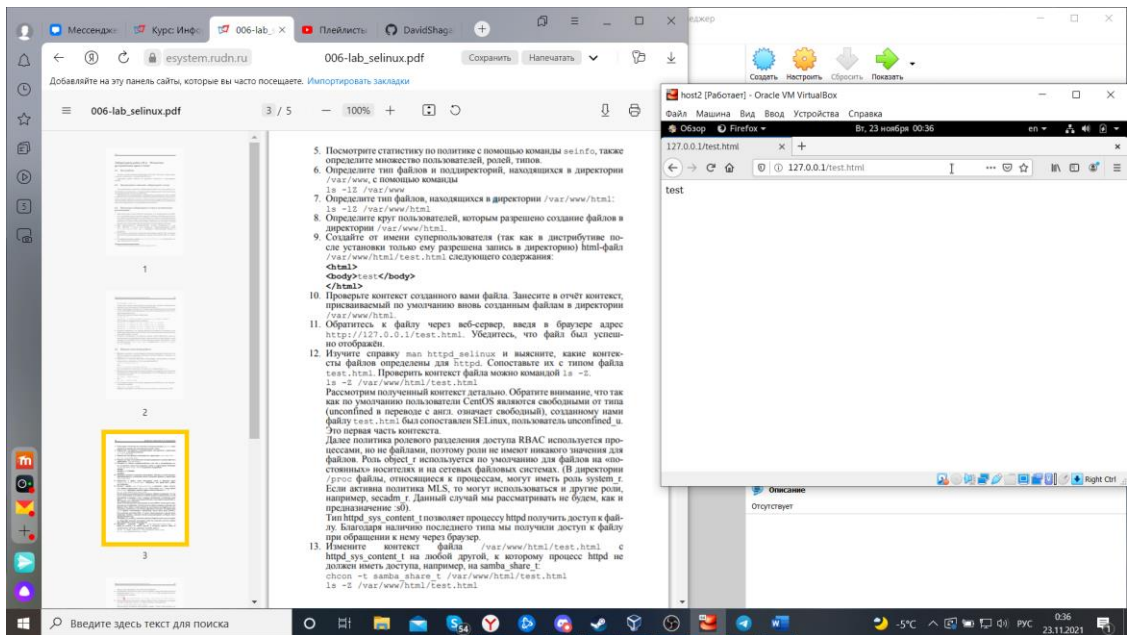 Мессендже
Курс: Инфо
006-lab_
Плейлисты
DavidShaga
esystem.rudn.ru
006-lab_selinux.pdf
Сохранить
Напечатать
Добавляйте на эту панель сайты, которые вы часто посещаете. Импортировать закладки
006-lab_selinux.pdf
3 / 5
100%
1
2
3
5. Посмотрите статистику по политике с помощью команды seinfo, также
определите множество пользователей, ролей, типов.
6. Определите тип файлов и поддиректорий, находящихся в директории
/var/www, с помощью команды
ls -lZ /var/www
7. Определите тип файлов, находящихся в директории /var/www/html:
ls -lZ /var/www/html
8. Определите круг пользователей, которым разрешено создание файлов в
директории /var/www/html.
9. Создайте от имени суперпользователя (так как в дистрибутиве по-
сле установки только ему разрешена запись в директорию) html-файл
/var/www/html/test.html следующего содержания:
<html>
<body>test</body>
</html>
10. Проверьте контекст созданного вами файла. Занесите в отчёт контекст,
присваиваемый по умолчанию вновь созданным файлам в директории
/var/www/html.
11. Обратитесь к файлу через веб-сервер, введя в браузере адрес
http://127.0.0.1/test.html. Убедитесь, что файл был успеш-
но отображён.
12. Изучите справку man httpd_selinux и выясните, какие контек-
сты файлов определены для httpd. Сопоставьте их с типом файла
test.html. Проверить контекст файла можно командой ls -Z.
ls -Z /var/www/html/test.html
Рассмотрим полученный контекст детально. Обратите внимание, что так
как по умолчанию пользователи CentOS являются свободными от типа
(unconfined в переводе с англ. означает свободный), созданному нами
файлу test.html был сопоставлен SELinux, пользователь unconfined_u.
Это первая часть контекста.
Далее политика ролевого разделения доступа RBAC используется про-
цессами, но не файлами, поэтому роли не имеют никакого значения для
файлов. Роль object_r используется по умолчанию для файлов на «по-
стоянных» носителях и на сетевых файловых системах. (В директории
/proc файлы, относящиеся к процессам, могут иметь роль system_r.
Если активна политика MLS, то могут использоваться и другие роли,
например, secadm_r. Данный случай мы рассматривать не будем, как и
предназначение :s0).
Тип httpd_sys_content_t позволяет процессу httpd получить доступ к фай-
лу. Благодаря наличию последнего типа мы получили доступ к файлу
при обращении к нему через браузер.
13. Измените контекст файла /var/www/html/test.html с
httpd_sys_content_t на любой другой, к которому процесс httpd не
должен иметь доступа, например, на samba_share_t:
chcon -t samba_share_t /var/www/html/test.html
ls -Z /var/www/html/test.html
еджер
Создать
Настроить
Сбросить
Показать
host2 [Работает] - Oracle VM VirtualBox
Файл Машина Вид Ввод Устройства Справка
Обзор
Firefox
Вт, 23 ноября 00:36
en
127.0.0.1/test.html
127.0.0.1/test.html
test
Right Ctrl
Описание
Отсутствует
Введите здесь текст для поиска
54
-5°C
РУС
0:36
23.11.2021